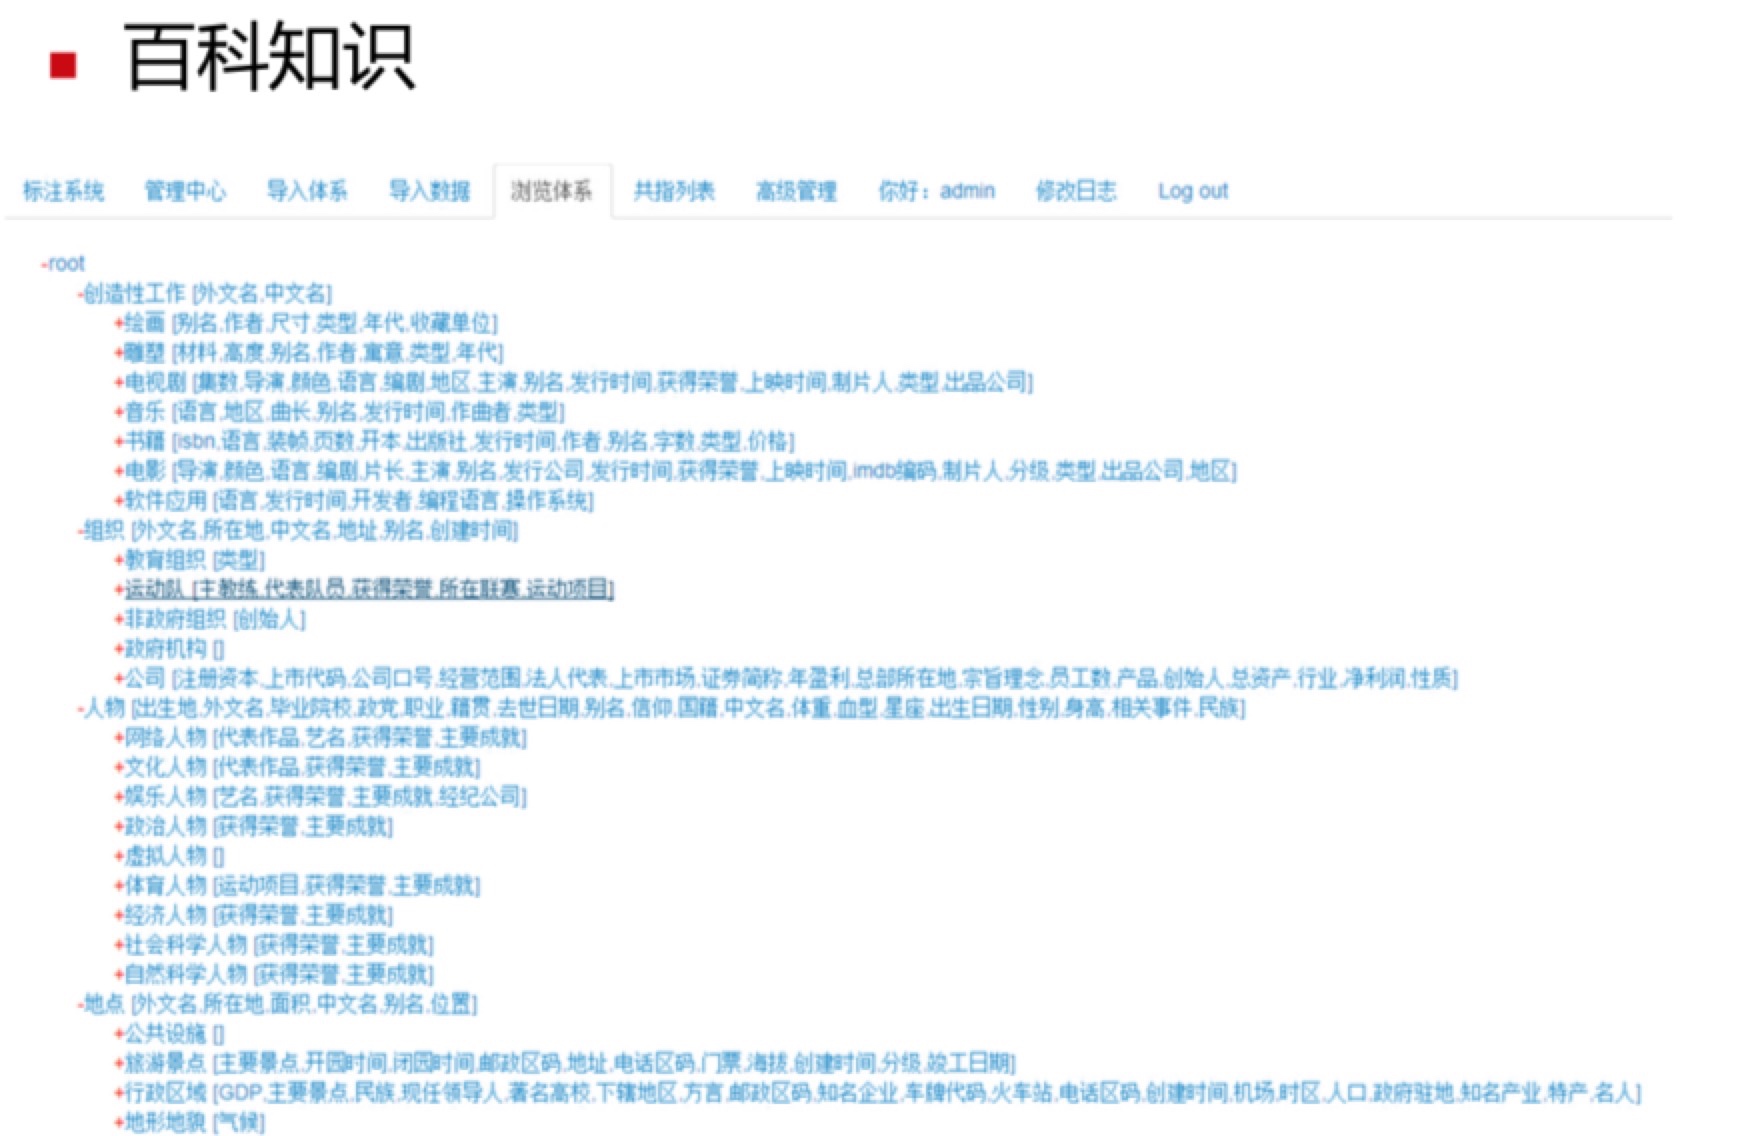 百科知识
标注系统 管理中心 导入体系 导入数据 浏览体系 共指列表 高级管理 你好：admin 修改日志 Log out
-root
-创造性工作 [外文名,中文名]
+绘画 [别名,作者,尺寸,类型,年代,收藏单位]
+雕塑 [材料,高度,别名,作者,寓意,类型,年代]
+电视剧 [集数,导演,颜色,语言,编剧,地区,主演,别名,发行时间,获得荣誉,上映时间,制片人,类型,出品公司]
+音乐 [语言,地区,曲长,别名,发行时间,作曲者,类型]
+书籍 [isbn,语言,装帧,页数,开本,出版社,发行时间,作者,别名,字数,类型,价格]
+电影 [导演,颜色,语言,编剧,片长,主演,别名,发行公司,发行时间,获得荣誉,上映时间,imdb编码,制片人,分级,类型,出品公司,地区]
+软件应用 [语言,发行时间,开发者,编程语言,操作系统]
-组织 [外文名,所在地,中文名,地址,别名,创建时间]
+教育组织 [类型]
+运动队 [主教练,代表队员,获得荣誉,所在联赛,运动项目]
+非政府组织 [创始人]
+政府机构 []
+公司 [注册资本,上市代码,公司口号,经营范围,法人代表,上市市场,证券简称,年盈利,总部所在地,宗旨理念,员工数,产品,创始人,总资产,行业,净利润,性质]
-人物 [出生地,外文名,毕业院校,政党,职业,籍贯,去世日期,别名,信仰,国籍,中文名,体重,血型,星座,出生日期,性别,身高,相关事件,民族]
+网络人物 [代表作品,艺名,获得荣誉,主要成就]
+文化人物 [代表作品,获得荣誉,主要成就]
+娱乐人物 [艺名,获得荣誉,主要成就,经纪公司]
+政治人物 [获得荣誉,主要成就]
+虚拟人物 []
+体育人物 [运动项目,获得荣誉,主要成就]
+经济人物 [获得荣誉,主要成就]
+社会科学人物 [获得荣誉,主要成就]
+自然科学人物 [获得荣誉,主要成就]
-地点 [外文名,所在地,面积,中文名,别名,位置]
+公共设施 []
+旅游景点 [主要景点,开园时间,闭园时间,邮政区码,地址,电话区码,门票,海拔,创建时间,分级,竣工日期]
+行政区域 [GDP,主要景点,民族,现任领导人,著名高校,下辖地区,方言,邮政区码,知名企业,车牌代码,火车站,电话区码,创建时间,机场,时区,人口,政府驻地,知名产业,特产,名人]
+地形地貌 [气候]